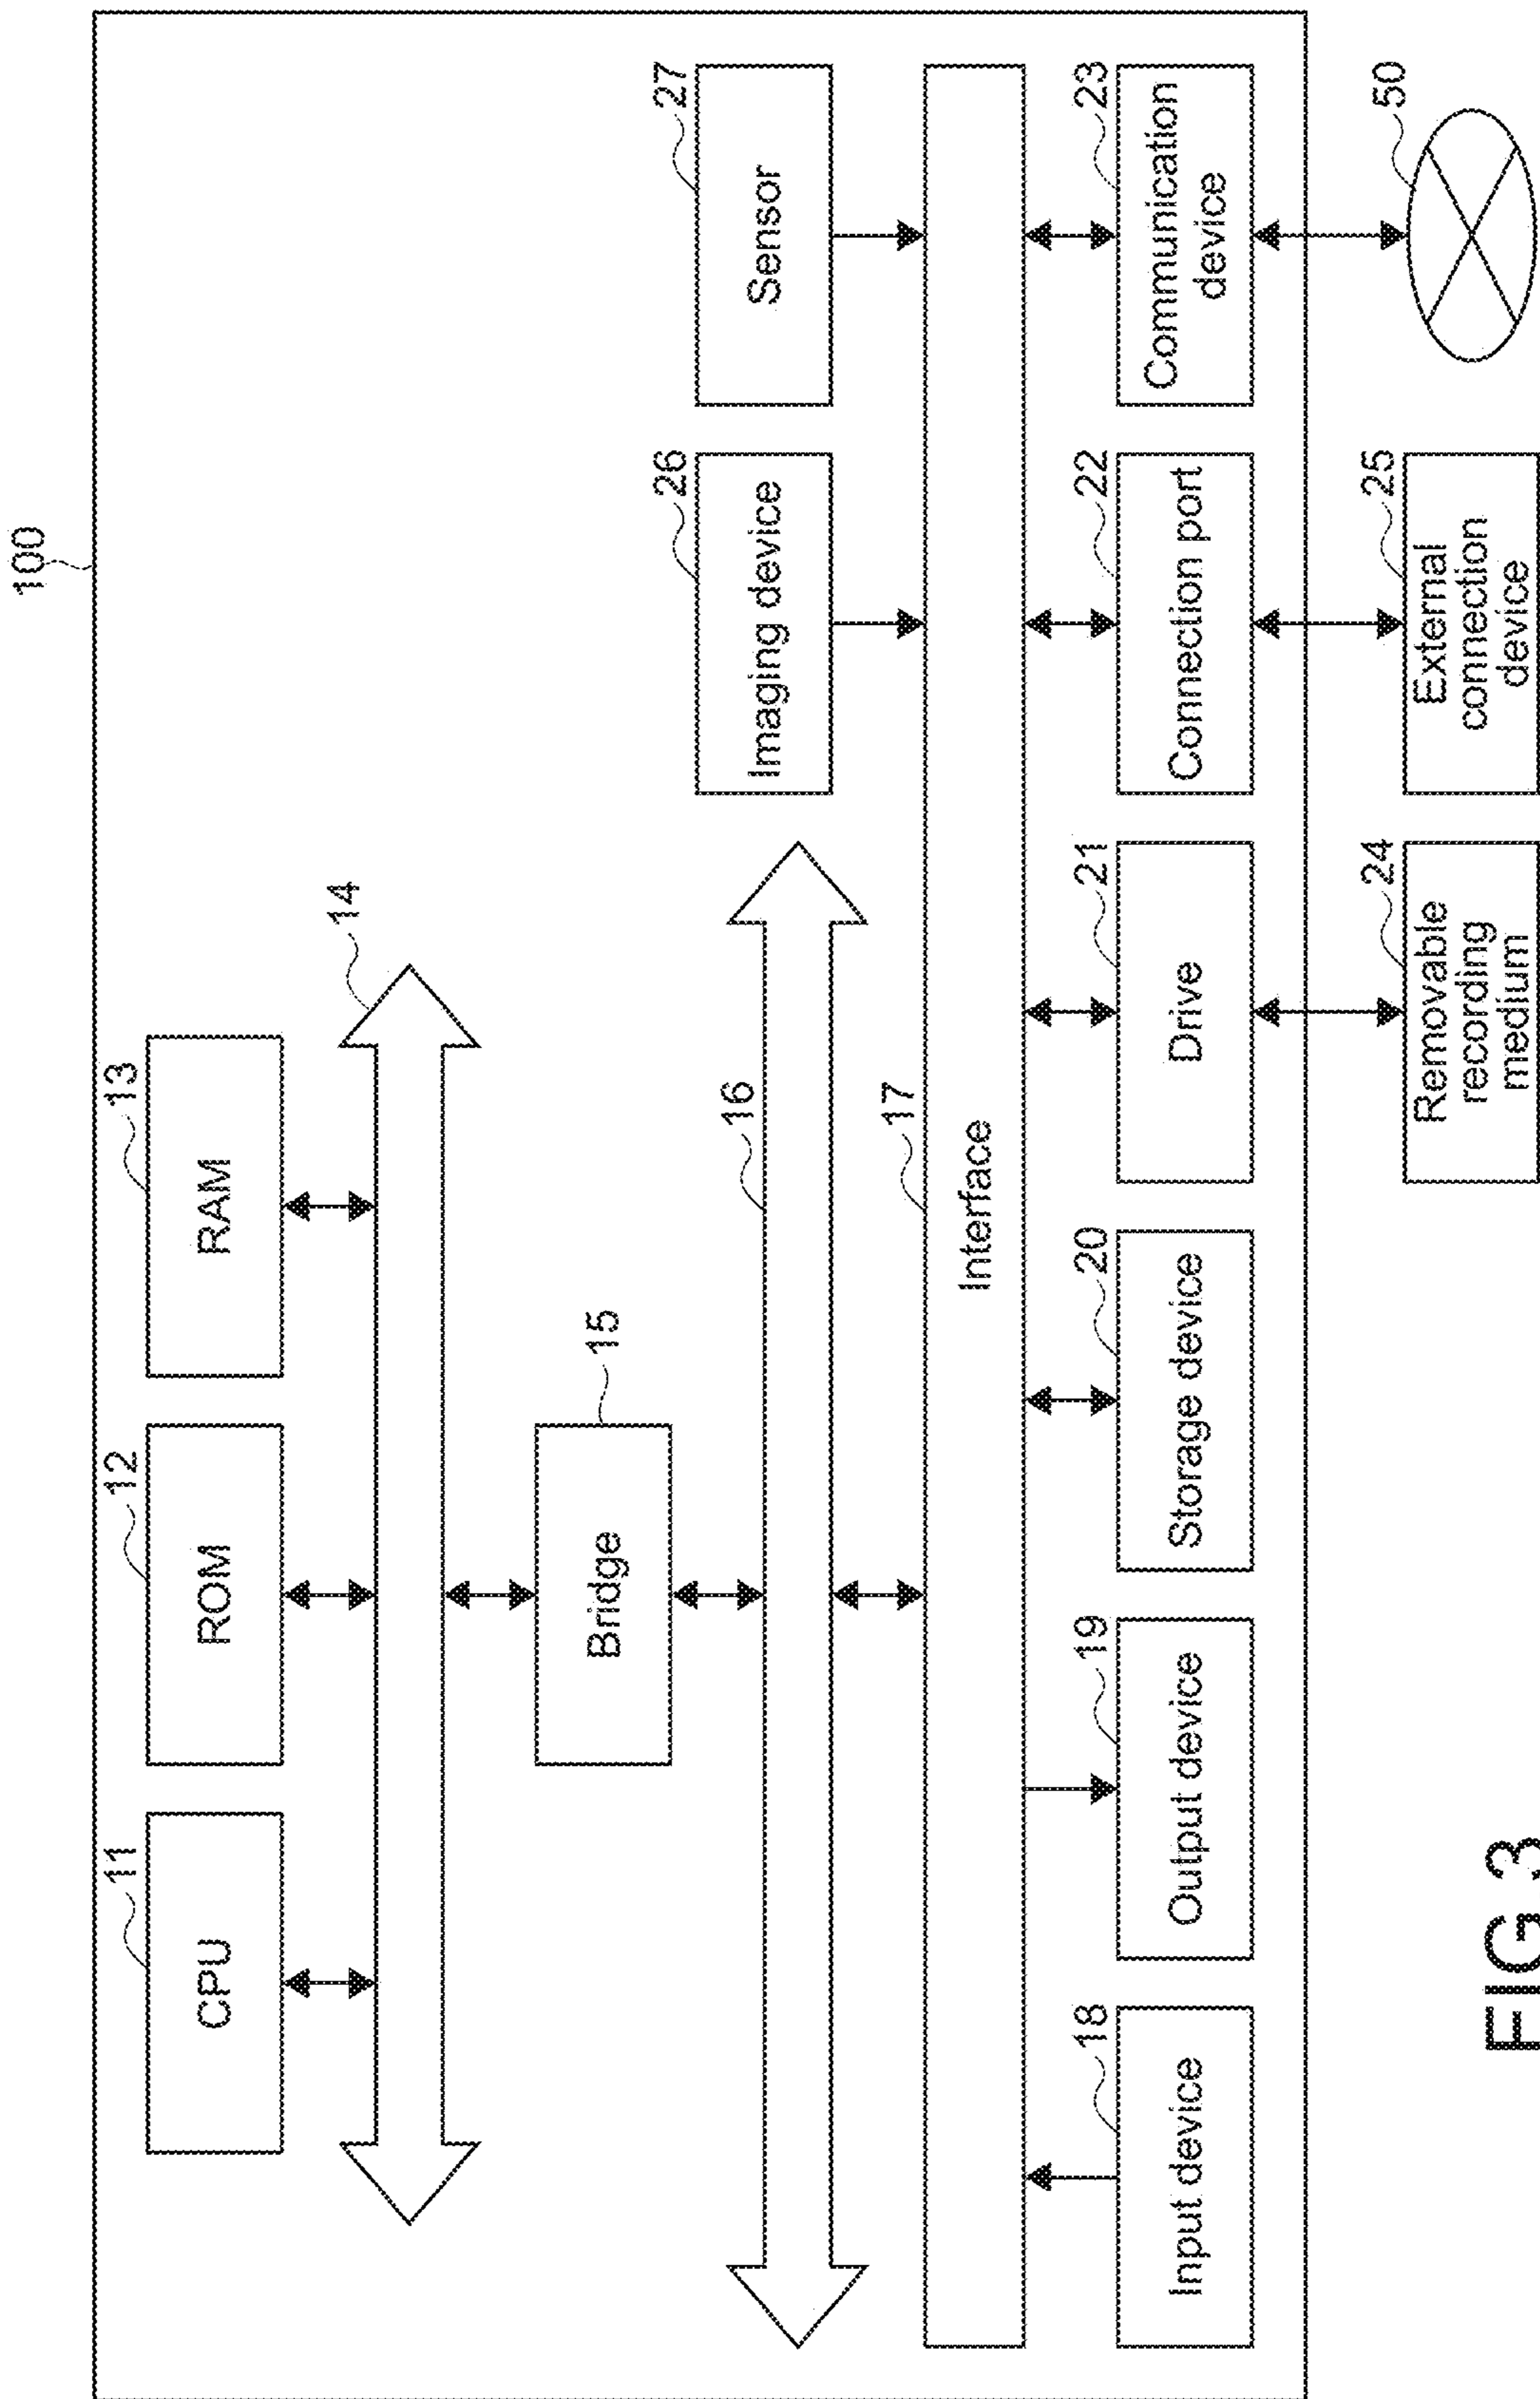 100
11
CPU
12
ROM
13
RAM
14
15
Bridge
16
26
Imaging device
27
Sensor
17
Interface
18
Input device
19
Output device
20
Storage device
21
Drive
22
Connection port
23
Communication
device
24
Removable
recording
medium
25
External
connection
device
50
FIG 3